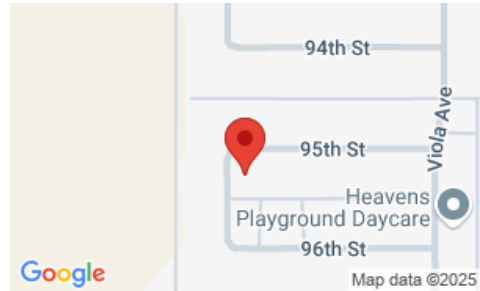 94th St
Viola Ave
95th St
Heavens
Playground Daycare
96th St
Google
Map data ©2025